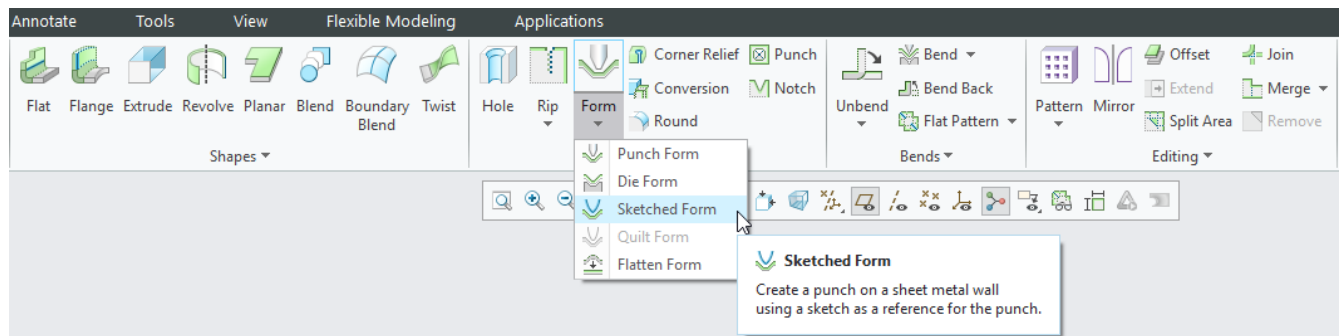 Annotate Tools View Flexible Modeling Applications
Corner Relief Punch Bend Offset Join
Conversion Notch Bend Back Extend Merge
Flat Flange Extrude Revolve Planar Blend Boundary Twist Hole Rip Form Unbend Pattern Mirror
Blend Round Flat Pattern Split Area Remove
Shapes Bends Editing
Punch Form
Die Form
Sketched Form
Quilt Form
Flatten Form
Sketched Form
Create a punch on a sheet metal wall
using a sketch as a reference for the punch.